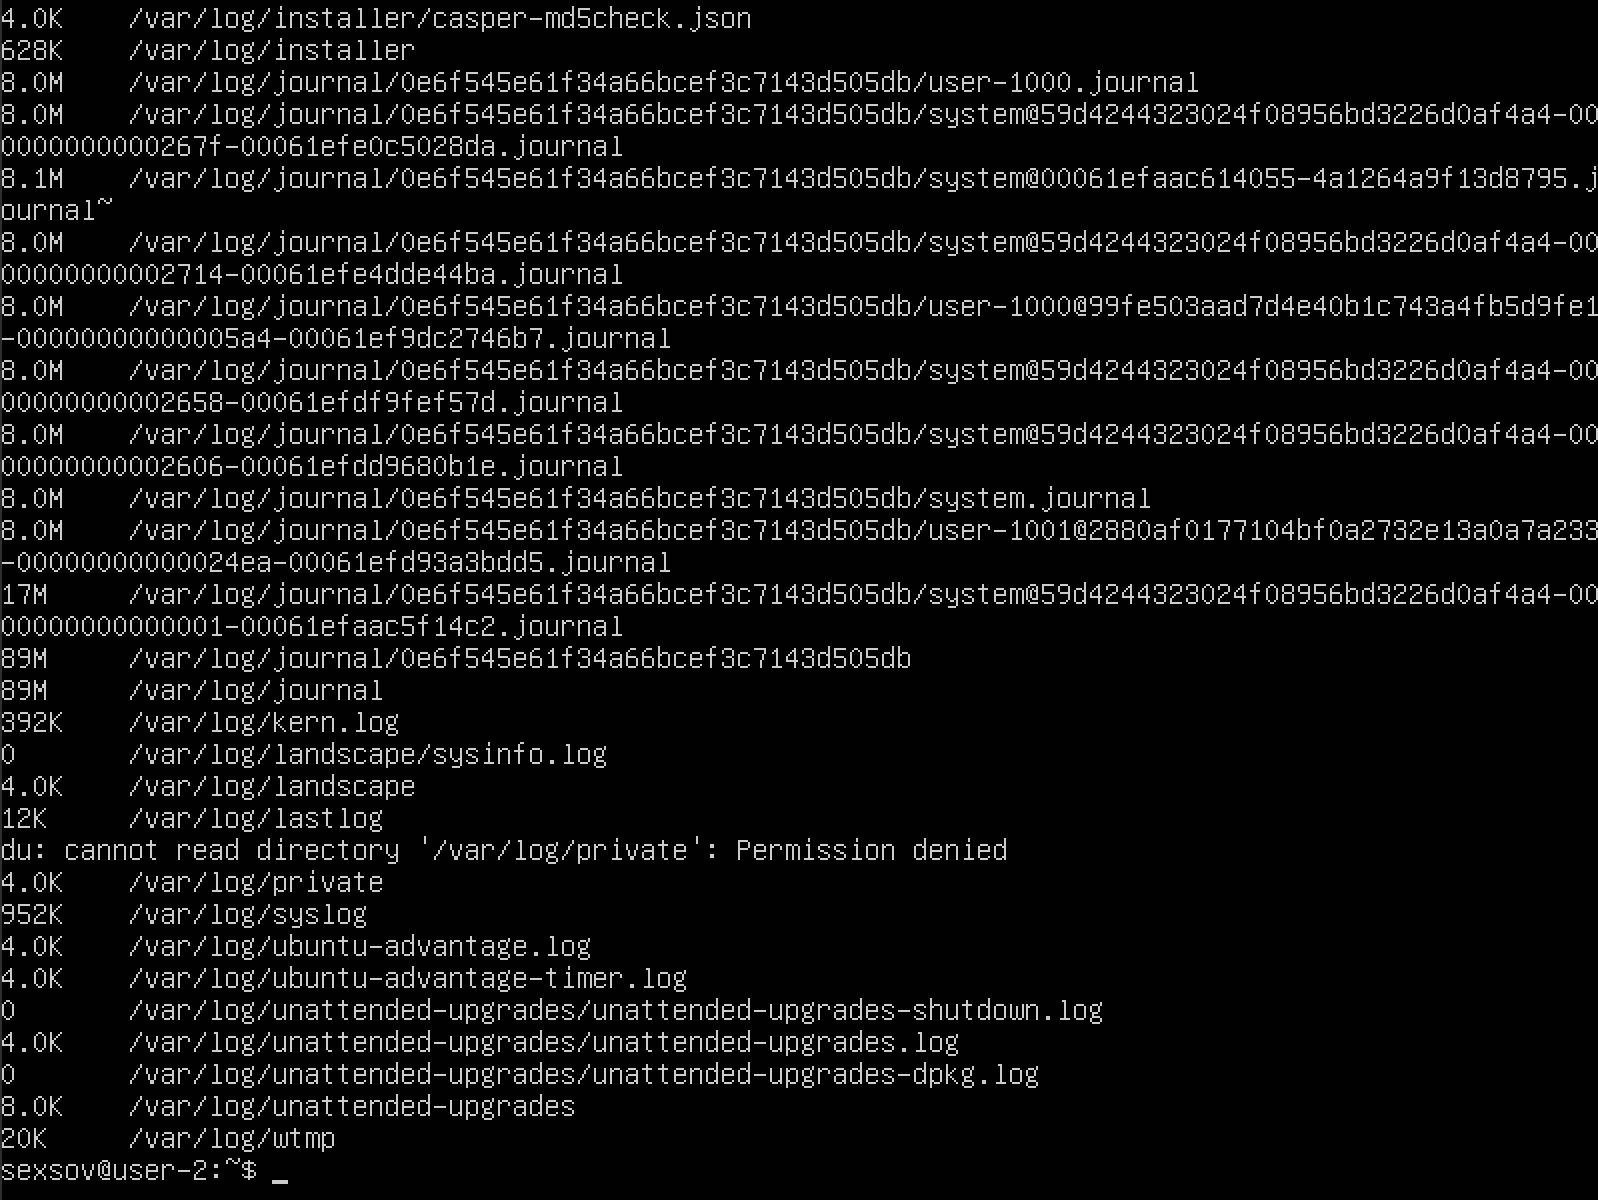 4.0K    /var/log/installer/casper-md5check.json
628K    /var/log/installer
8.0M    /var/log/journal/0e6f545e61f34a66bcef3c7143d505db/user-1000.journal
8.0M    /var/log/journal/0e6f545e61f34a66bcef3c7143d505db/system@59d4244323024f08956bd3226d0af4a4-00
0000000000267f-00061efe0c5028da.journal
8.1M    /var/log/journal/0e6f545e61f34a66bcef3c7143d505db/system@00061efaac614055-4a1264a9f13d8795.j
ournal~
8.0M    /var/log/journal/0e6f545e61f34a66bcef3c7143d505db/system@59d4244323024f08956bd3226d0af4a4-00
00000000002714-00061efe4dde44ba.journal
8.0M    /var/log/journal/0e6f545e61f34a66bcef3c7143d505db/user-1000@99fe503aad7d4e40b1c743a4fb5d9fe1
-00000000000005a4-00061ef9dc2746b7.journal
8.0M    /var/log/journal/0e6f545e61f34a66bcef3c7143d505db/system@59d4244323024f08956bd3226d0af4a4-00
00000000002658-00061efdf9fef57d.journal
8.0M    /var/log/journal/0e6f545e61f34a66bcef3c7143d505db/system@59d4244323024f08956bd3226d0af4a4-00
00000000002606-00061efdd9680b1e.journal
8.0M    /var/log/journal/0e6f545e61f34a66bcef3c7143d505db/system.journal
8.0M    /var/log/journal/0e6f545e61f34a66bcef3c7143d505db/user-1001@2880af0177104bf0a2732e13a0a7a233
-00000000000024ea-00061efd93a3bdd5.journal
17M     /var/log/journal/0e6f545e61f34a66bcef3c7143d505db/system@59d4244323024f08956bd3226d0af4a4-00
00000000000001-00061efaac5f14c2.journal
89M     /var/log/journal/0e6f545e61f34a66bcef3c7143d505db
89M     /var/log/journal
392K    /var/log/kern.log
0       /var/log/landscape/sysinfo.log
4.0K    /var/log/landscape
12K     /var/log/lastlog
du: cannot read directory '/var/log/private': Permission denied
4.0K    /var/log/private
952K    /var/log/syslog
4.0K    /var/log/ubuntu-advantage.log
4.0K    /var/log/ubuntu-advantage-timer.log
0       /var/log/unattended-upgrades/unattended-upgrades-shutdown.log
4.0K    /var/log/unattended-upgrades/unattended-upgrades.log
0       /var/log/unattended-upgrades/unattended-upgrades-dpkg.log
8.0K    /var/log/unattended-upgrades
20K     /var/log/wtmp
sexsov@user-2:~$ _